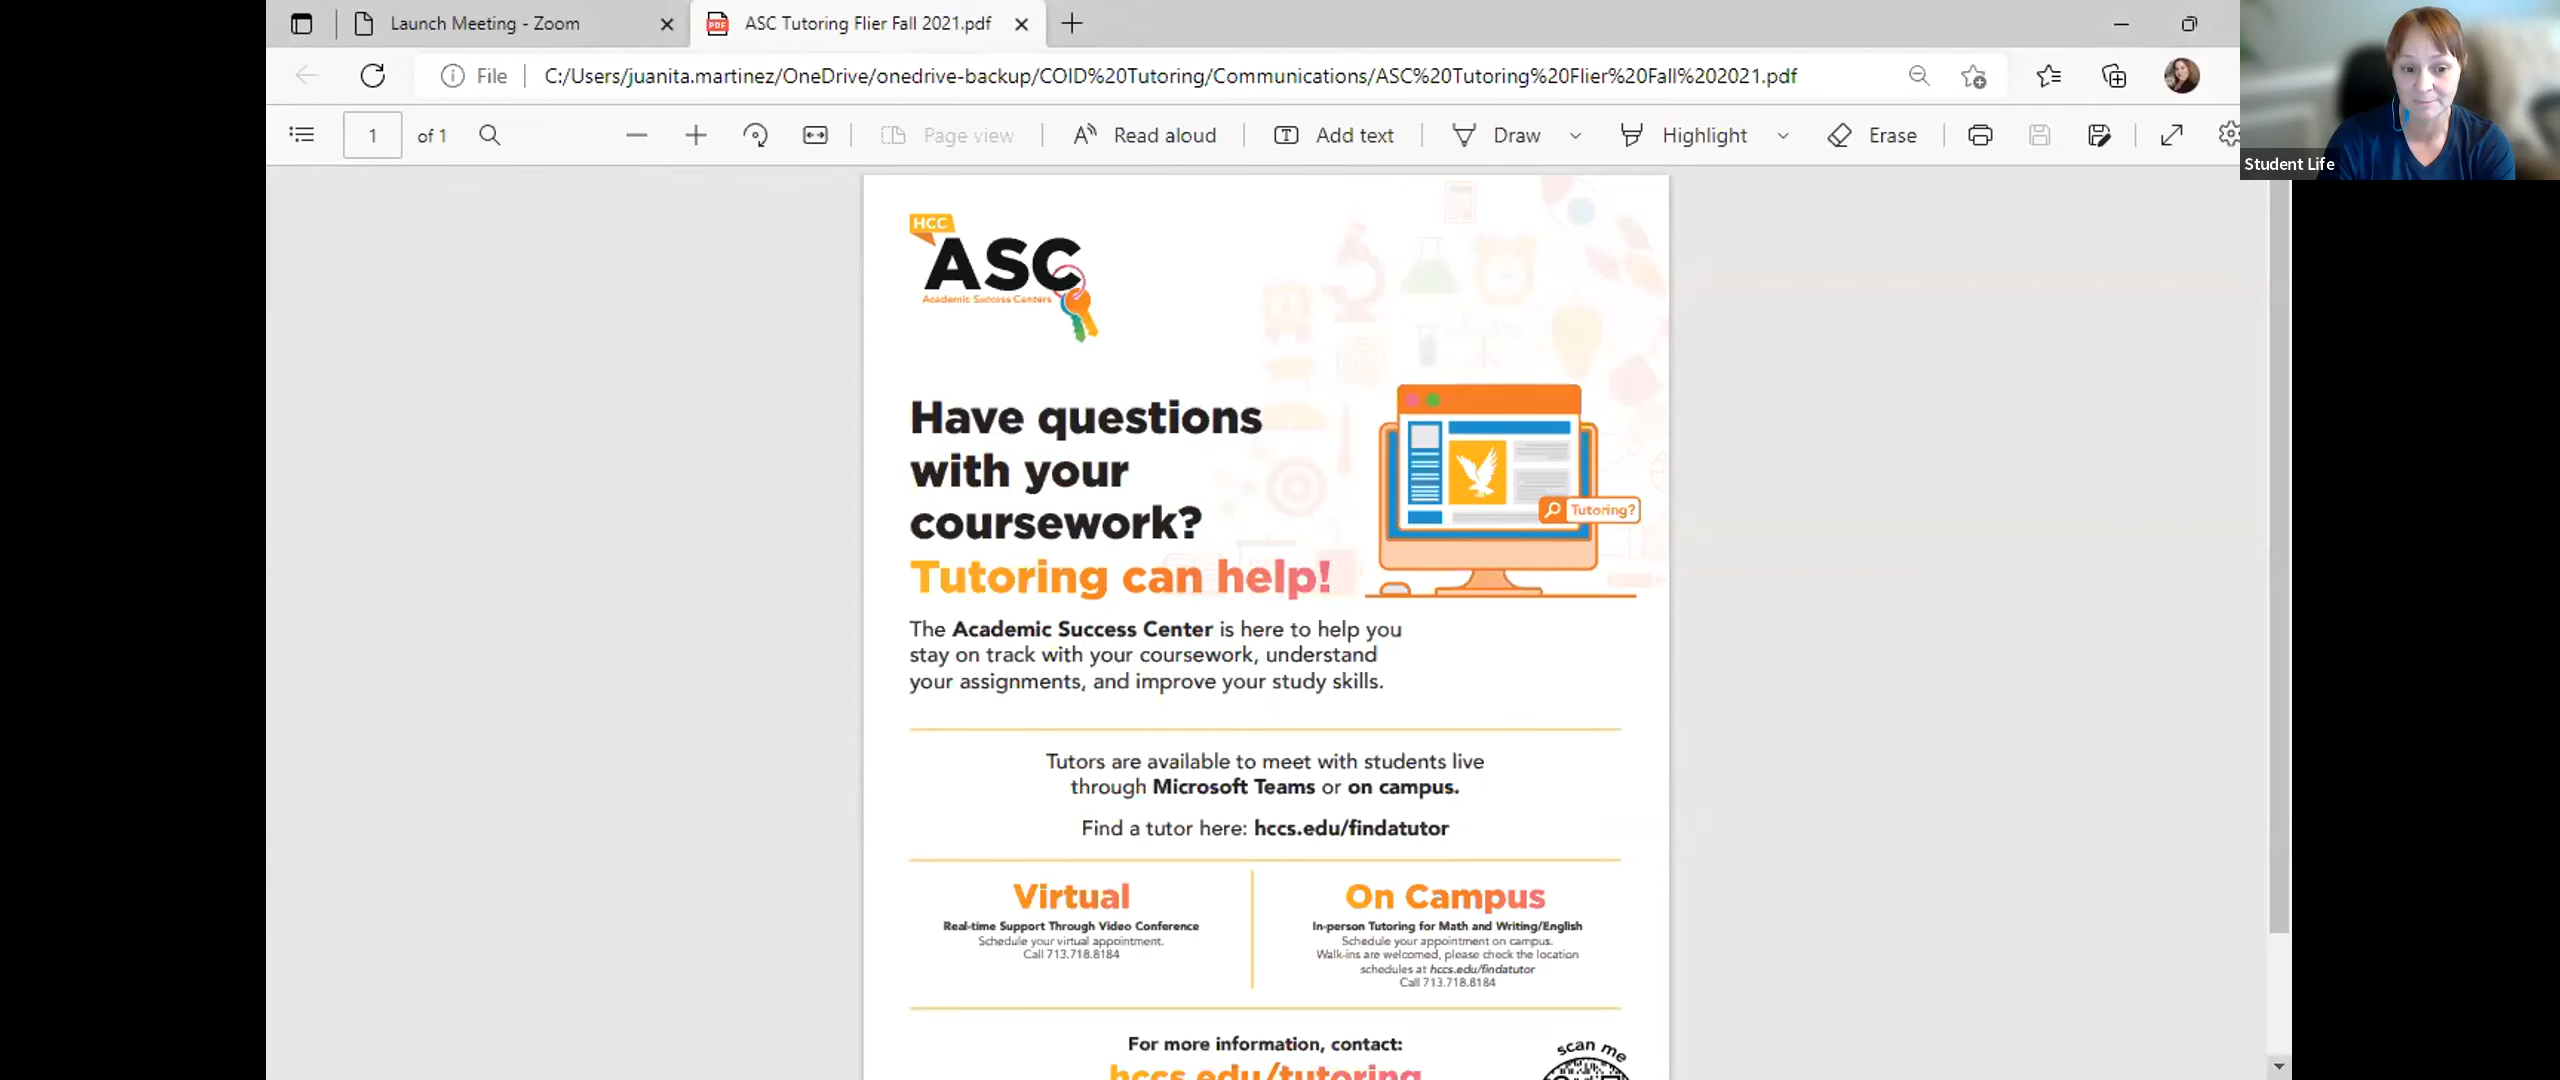 Launch Meeting - Zoom
ASC Tutoring Flier Fall 2021.pdf
File
C:/Users/juanita.martinez/OneDrive/onedrive-backup/COID%20Tutoring/Communications/ASC%20Tutoring%20Flier%20Fall%202021.pdf
1 of 1
Page view
Read aloud
Add text
Draw
Highlight
Erase
Student Life
HCC
ASC
Academic Success Centers
Have questions
with your
coursework?
Tutoring can help!
Tutoring?
The Academic Success Center is here to help you
stay on track with your coursework, understand
your assignments, and improve your study skills.
Tutors are available to meet with students live
through Microsoft Teams or on campus.
Find a tutor here: hccs.edu/findatutor
Virtual
Real-time Support Through Video Conference
Schedule your virtual appointment.
Call 713.718.8184
On Campus
In-person Tutoring for Math and Writing/English
Schedule your appointment on campus.
Walk-ins are welcomed, please check the location
schedules at hccs.edu/findatutor
Call 713.718.8184
For more information, contact:
hccs.edu/tutoring
scan me